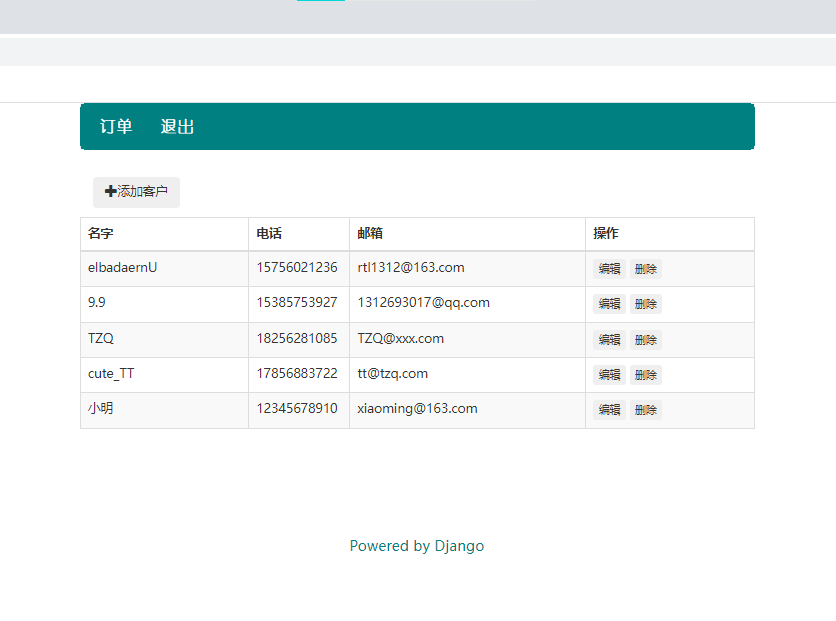 订单 退出
添加客户
名字 电话 邮箱 操作
elbadaernU 15756021236 rtl1312@163.com 编辑 删除
9.9 15385753927 1312693017@qq.com 编辑 删除
TZQ 18256281085 TZQ@xxx.com 编辑 删除
cute_TT 17856883722 tt@tzq.com 编辑 删除
小明 12345678910 xiaoming@163.com 编辑 删除
Powered by Django